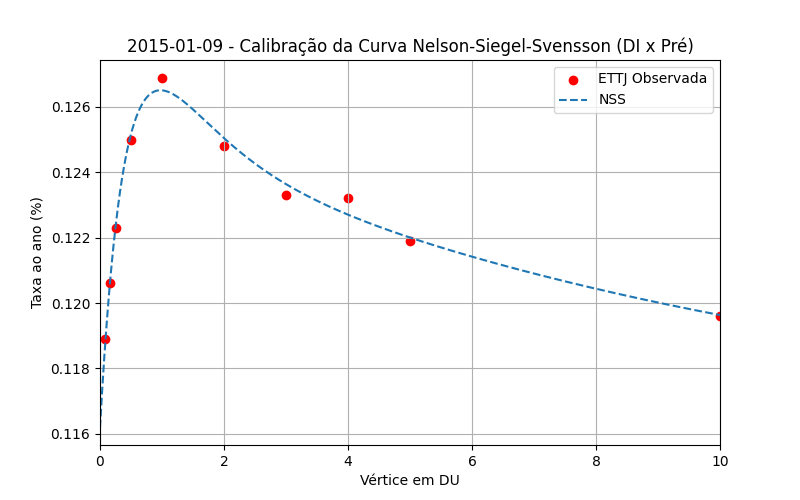 2015-01-09 - Calibração da Curva Nelson-Siegel-Svensson (DI x Pré)
ETTJ Observada
NSS
Taxa ao ano (%)
0.126
0.124
0.122
0.120
0.118
0.116
0 2 4 6 8 10
Vértice em DU